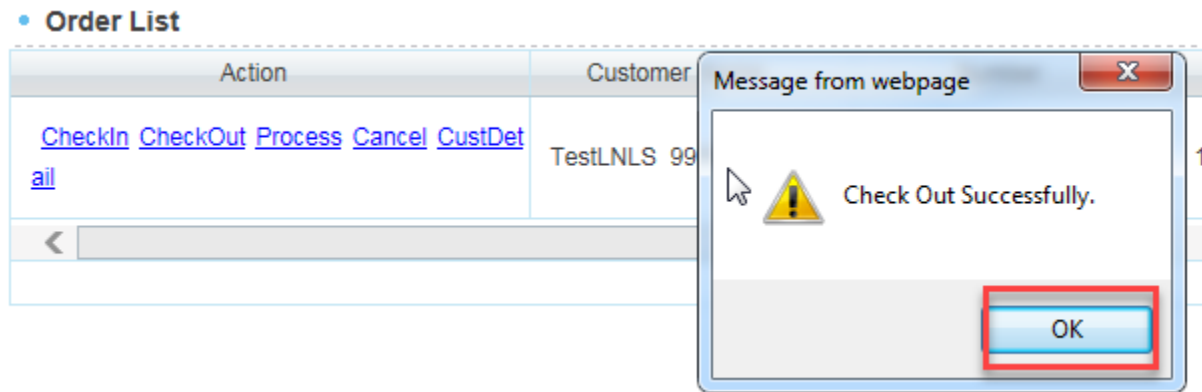 Order List
Action
Customer
CheckIn CheckOut Process Cancel CustDet
ail
TestLNLS 99
1
Message from webpage
Check Out Successfully.
OK